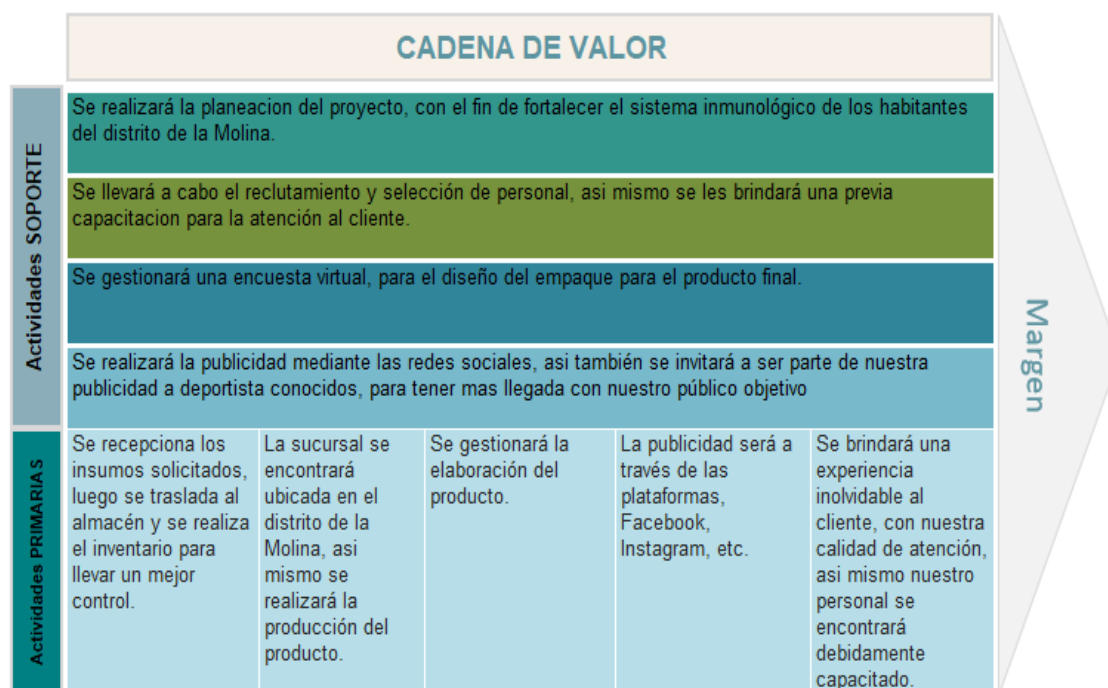 CADENA DE VALOR
Actividades SOPORTE
Se realizará la planeacion del proyecto, con el fin de fortalecer el sistema inmunológico de los habitantes
del distrito de la Molina.
Se llevará a cabo el reclutamiento y selección de personal, asi mismo se les brindará una previa
capacitacion para la atención al cliente.
Se gestionará una encuesta virtual, para el diseño del empaque para el producto final.
Se realizará la publicidad mediante las redes sociales, asi también se invitará a ser parte de nuestra
publicidad a deportista conocidos, para tener mas llegada con nuestro público objetivo
Actividades PRIMARIAS
Se recepciona los
insumos solicitados,
luego se traslada al
almacén y se realiza
el inventario para
llevar un mejor
control.
La sucursal se
encontrará
ubicada en el
distrito de la
Molina, asi
mismo se
realizará la
producción del
producto.
Se gestionará la
elaboración del
producto.
La publicidad será a
través de las
plataformas,
Facebook,
Instagram, etc.
Se brindará una
experiencia
inolvidable al
cliente, con nuestra
calidad de atención,
asi mismo nuestro
personal se
encontrará
debidamente
capacitado.
Margen